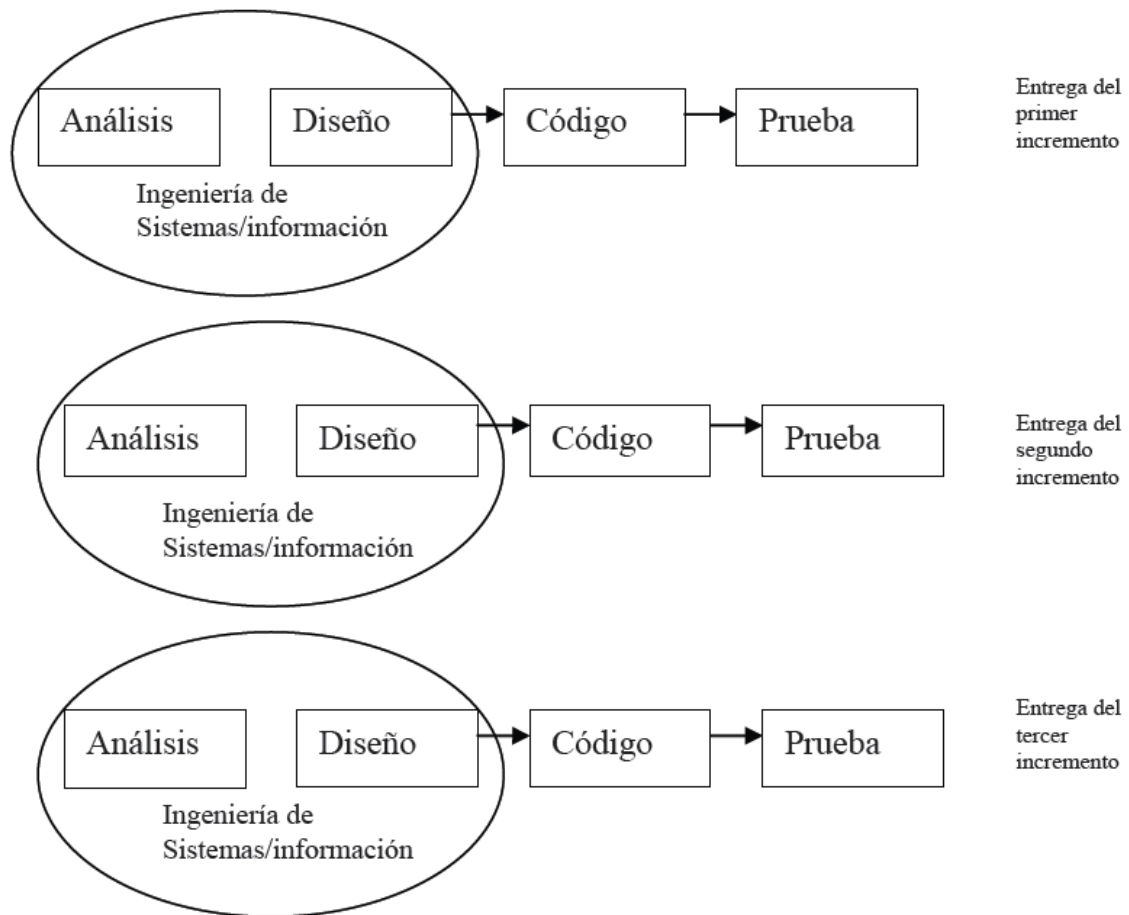 Análisis
Diseño
Código
Prueba
Ingeniería de
Sistemas/información
Entrega del
primer
incremento
Análisis
Diseño
Código
Prueba
Ingeniería de
Sistemas/información
Entrega del
segundo
incremento
Análisis
Diseño
Código
Prueba
Ingeniería de
Sistemas/información
Entrega del
tercer
incremento